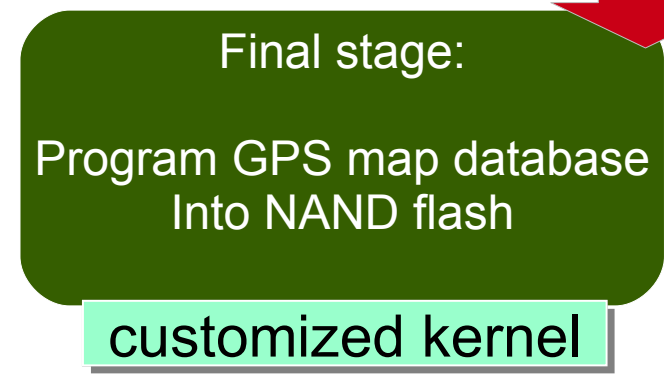 Final stage:
Program GPS map database
Into NAND flash
customized kernel